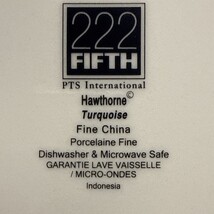 222
FIFTH
PTS International
Hawthorne©
Turquoise
Fine China
Porcelaine Fine
Dishwasher & Microwave Safe
GARANTIE LAVE VAISSELLE
/ MICRO-ONDES
Indonesia